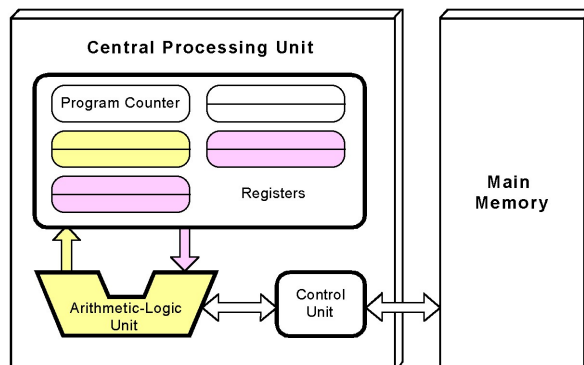 Central Processing Unit
Program Counter
Registers
Main
Memory
Arithmetic-Logic
Unit
Control
Unit